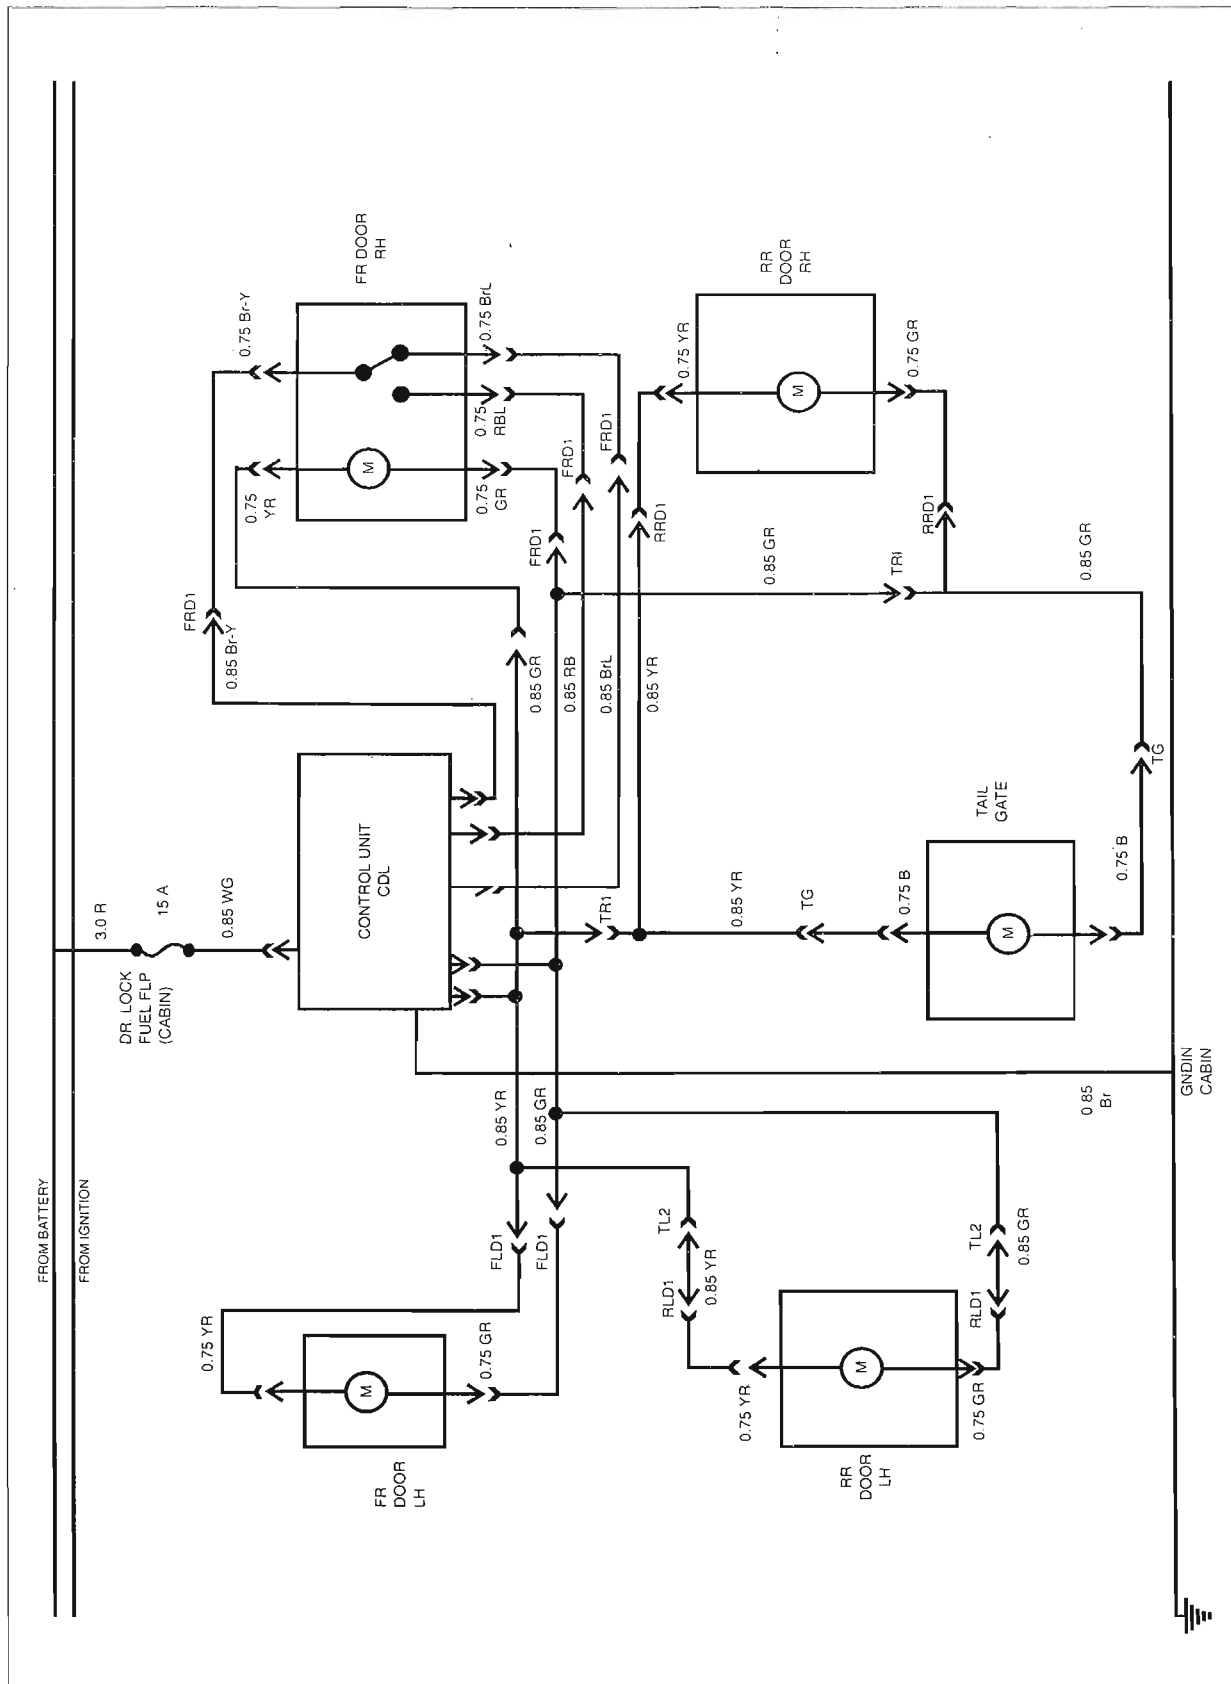 FROM BATTERY
FROM IGNITION
3.0 R
15 A
DR. LOCK
FUEL FLP
(CABIN)
0.85 WG
CONTROL UNIT
CDL
FRD1
0.85 Br-Y
0.75 Br-Y
FR DOOR
RH
0.75
YR
M
0.75
GR
0.75
RBL
0.75 BrL
FRD1
FRD1
FRD1
0.85 GR
0.85 RB
0.85 BrL
0.85 YR
RRD1
0.75 YR
RR
DOOR
RH
M
0.75 GR
RRD1
0.85 GR
TRI
0.85 GR
TR1
0.85 YR
TG
0.75 B
TAIL
GATE
M
0.75 B
TG
0.85 YR
0.85 GR
FLD1
FLD1
0.75 YR
FR
DOOR
LH
M
0.75 GR
TL2
RLD1
0.85 YR
0.75 YR
RR
DOOR
LH
M
0.75 GR
RLD1
TL2
0.85 GR
0 85
Br
GNDIN
CABIN